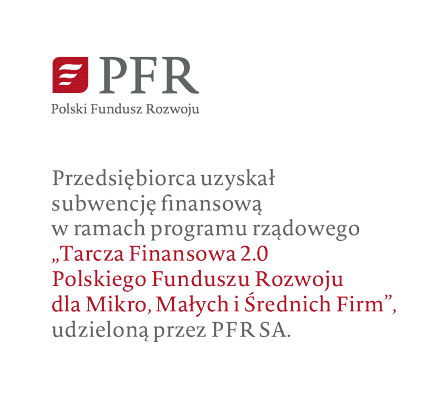 PFR
Polski Fundusz Rozwoju
Przedsiębiorca uzyskał
subwencję finansową
w ramach programu rządowego
„Tarcza Finansowa 2.0
Polskiego Funduszu Rozwoju
dla Mikro, Małych i Średnich Firm”,
udzieloną przez PFR SA.